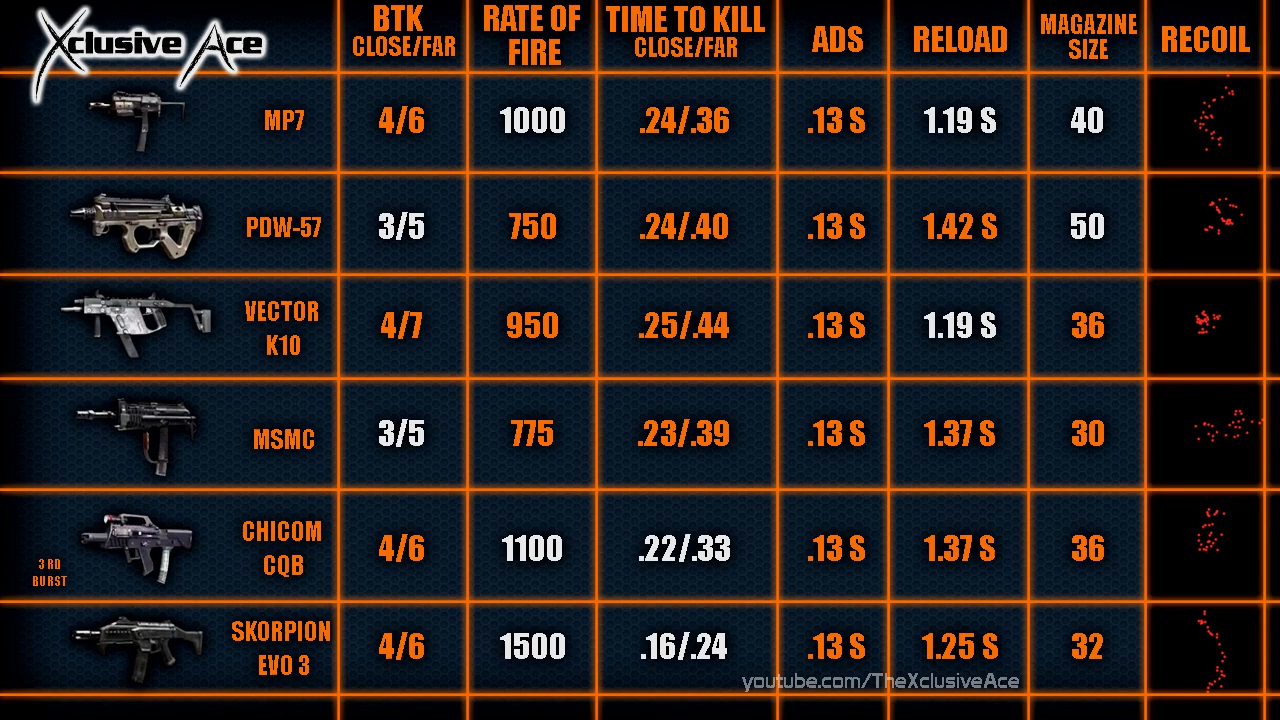 Xclusive Ace
BTK
CLOSE/FAR
RATE OF
FIRE
TIME TO KILL
CLOSE/FAR
ADS
RELOAD
MAGAZINE
SIZE
RECOIL
MP7
4/6
1000
.24/.36
.13 S
1.19 S
40
PDW-57
3/5
750
.24/.40
.13 S
1.42 S
50
VECTOR
K10
4/7
950
.25/.44
.13 S
1.19 S
36
MSMC
3/5
775
.23/.39
.13 S
1.37 S
30
3RD
BURST
CHICOM
CQB
4/6
1100
.22/.33
.13 S
1.37 S
36
SKORPION
EVO 3
4/6
1500
.16/.24
.13 S
1.25 S
32
youtube.com/TheXclusiveAce